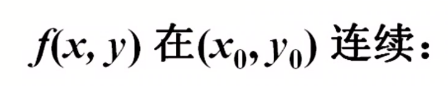 f(x, y) 在(x₀, y₀) 连续：